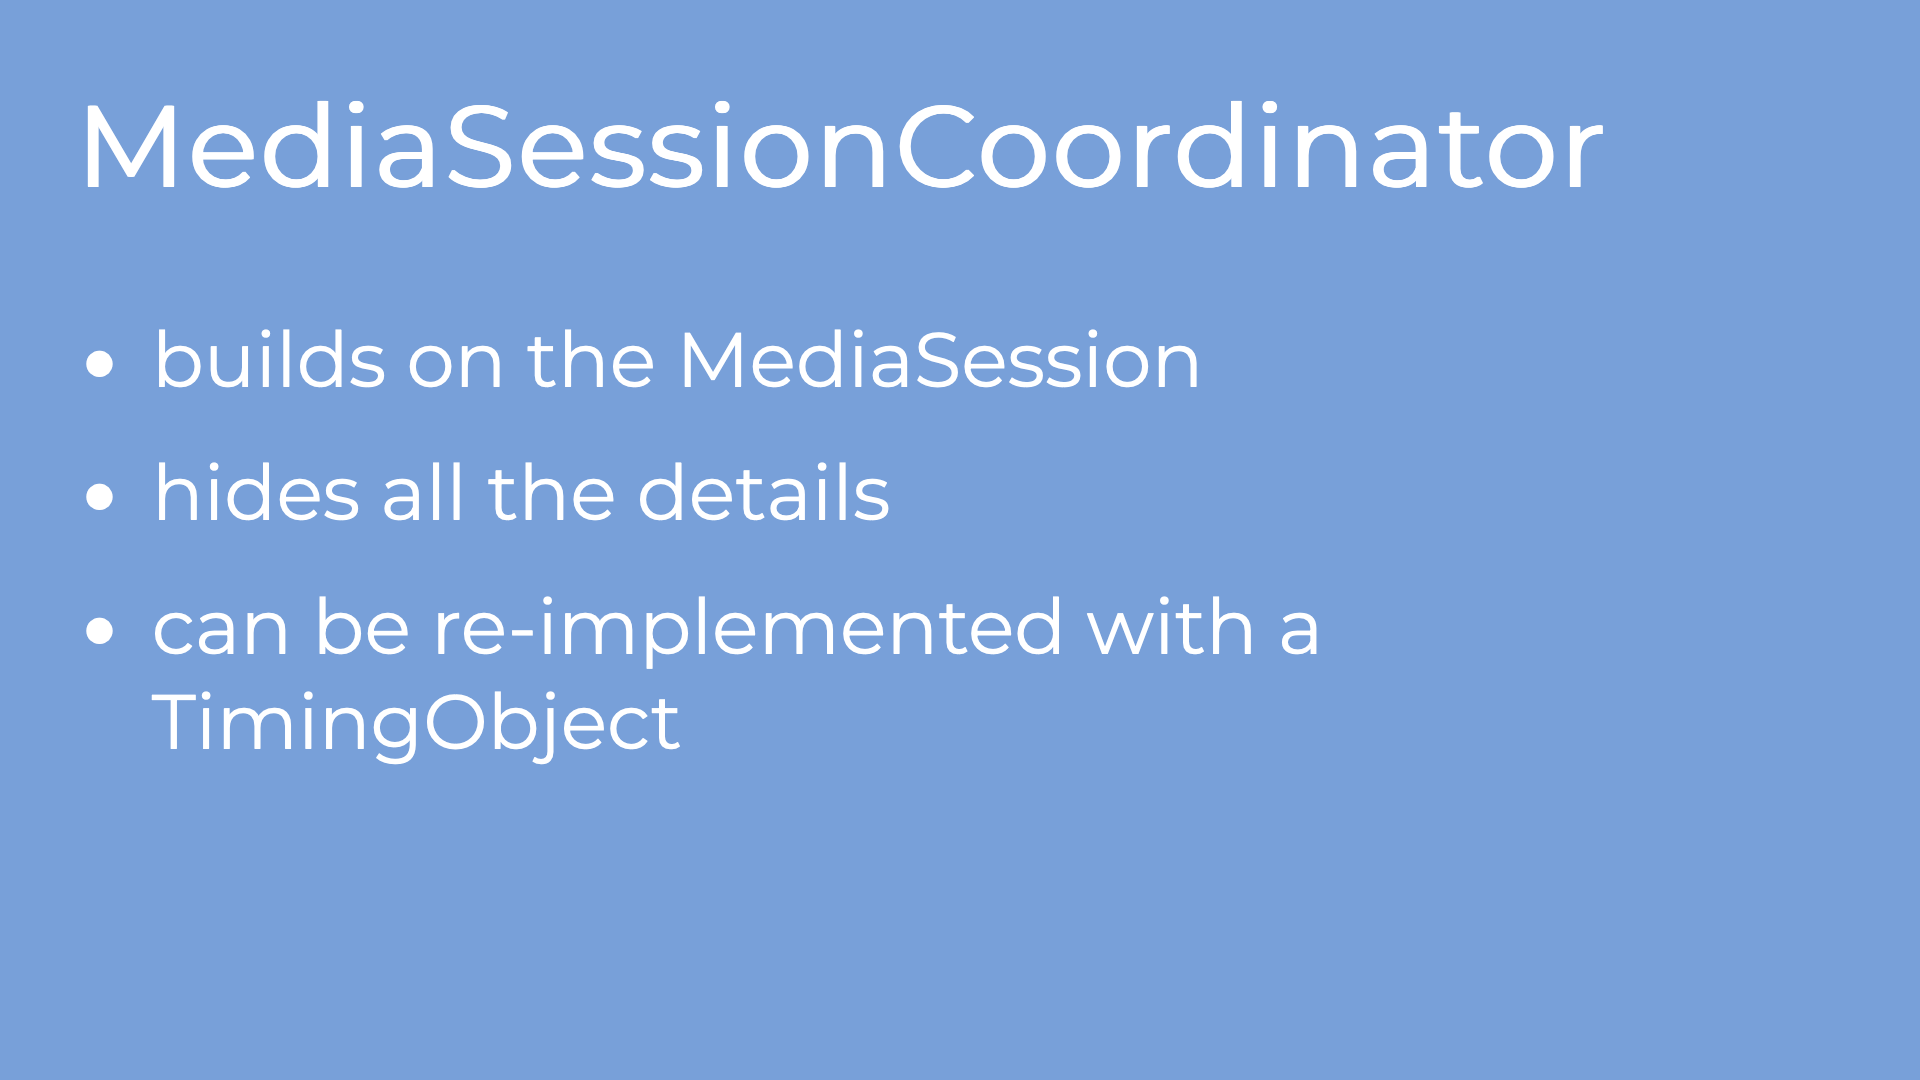 MediaSessionCoordinator
• builds on the MediaSession
• hides all the details
• can be re-implemented with a
TimingObject